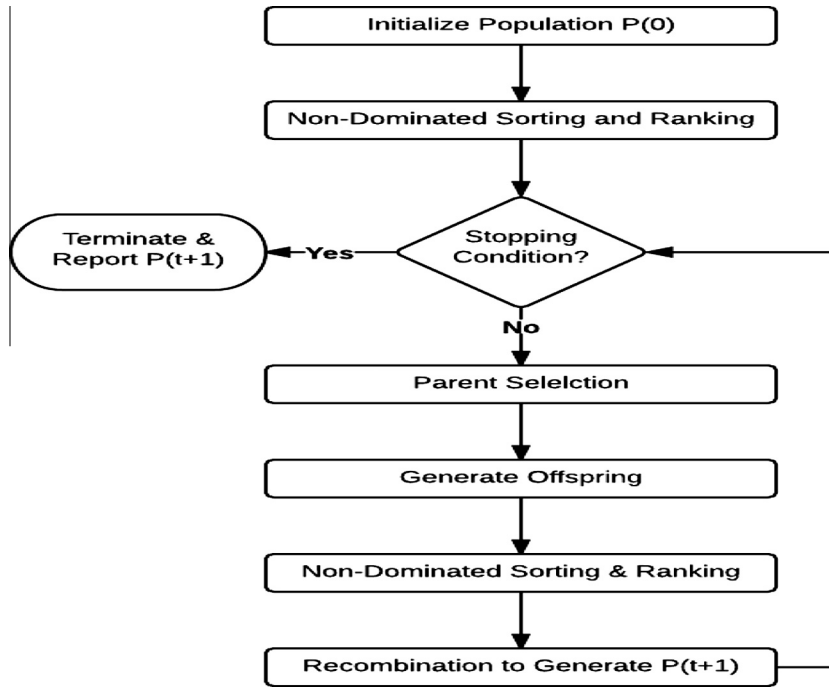 Initialize Population P(0)
Non-Dominated Sorting and Ranking
Stopping
Condition?
Yes
Terminate &
Report P(t+1)
No
Parent Selelction
Generate Offspring
Non-Dominated Sorting & Ranking
Recombination to Generate P(t+1)